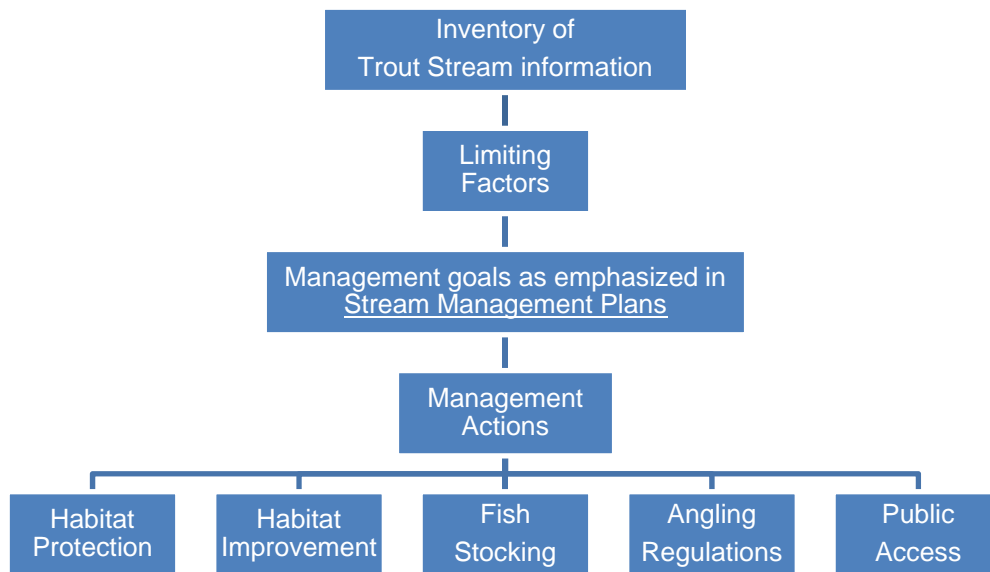 Inventory of
Trout Stream information
Limiting
Factors
Management goals as emphasized in
Stream Management Plans
Management
Actions
Habitat
Protection
Habitat
Improvement
Fish
Stocking
Angling
Regulations
Public
Access